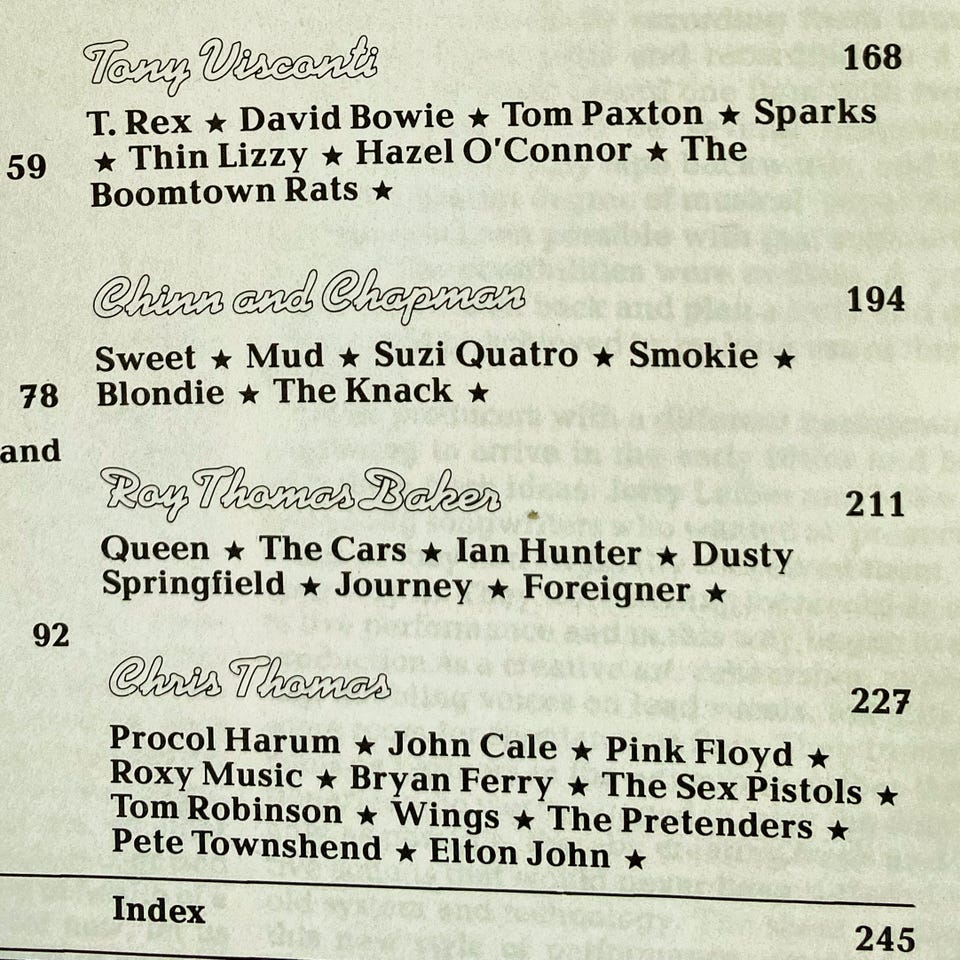 Tony Visconti 168
T. Rex ★ David Bowie ★ Tom Paxton ★ Sparks
★ Thin Lizzy ★ Hazel O'Connor ★ The
Boomtown Rats ★
59
Chinn and Chapman 194
Sweet ★ Mud ★ Suzi Quatro ★ Smokie ★
Blondie ★ The Knack ★
78
and
Roy Thomas Baker 211
Queen ★ The Cars ★ Ian Hunter ★ Dusty
Springfield ★ Journey ★ Foreigner ★
92
Chris Thomas 227
Procol Harum ★ John Cale ★ Pink Floyd ★
Roxy Music ★ Bryan Ferry ★ The Sex Pistols ★
Tom Robinson ★ Wings ★ The Pretenders ★
Pete Townshend ★ Elton John ★
Index 245